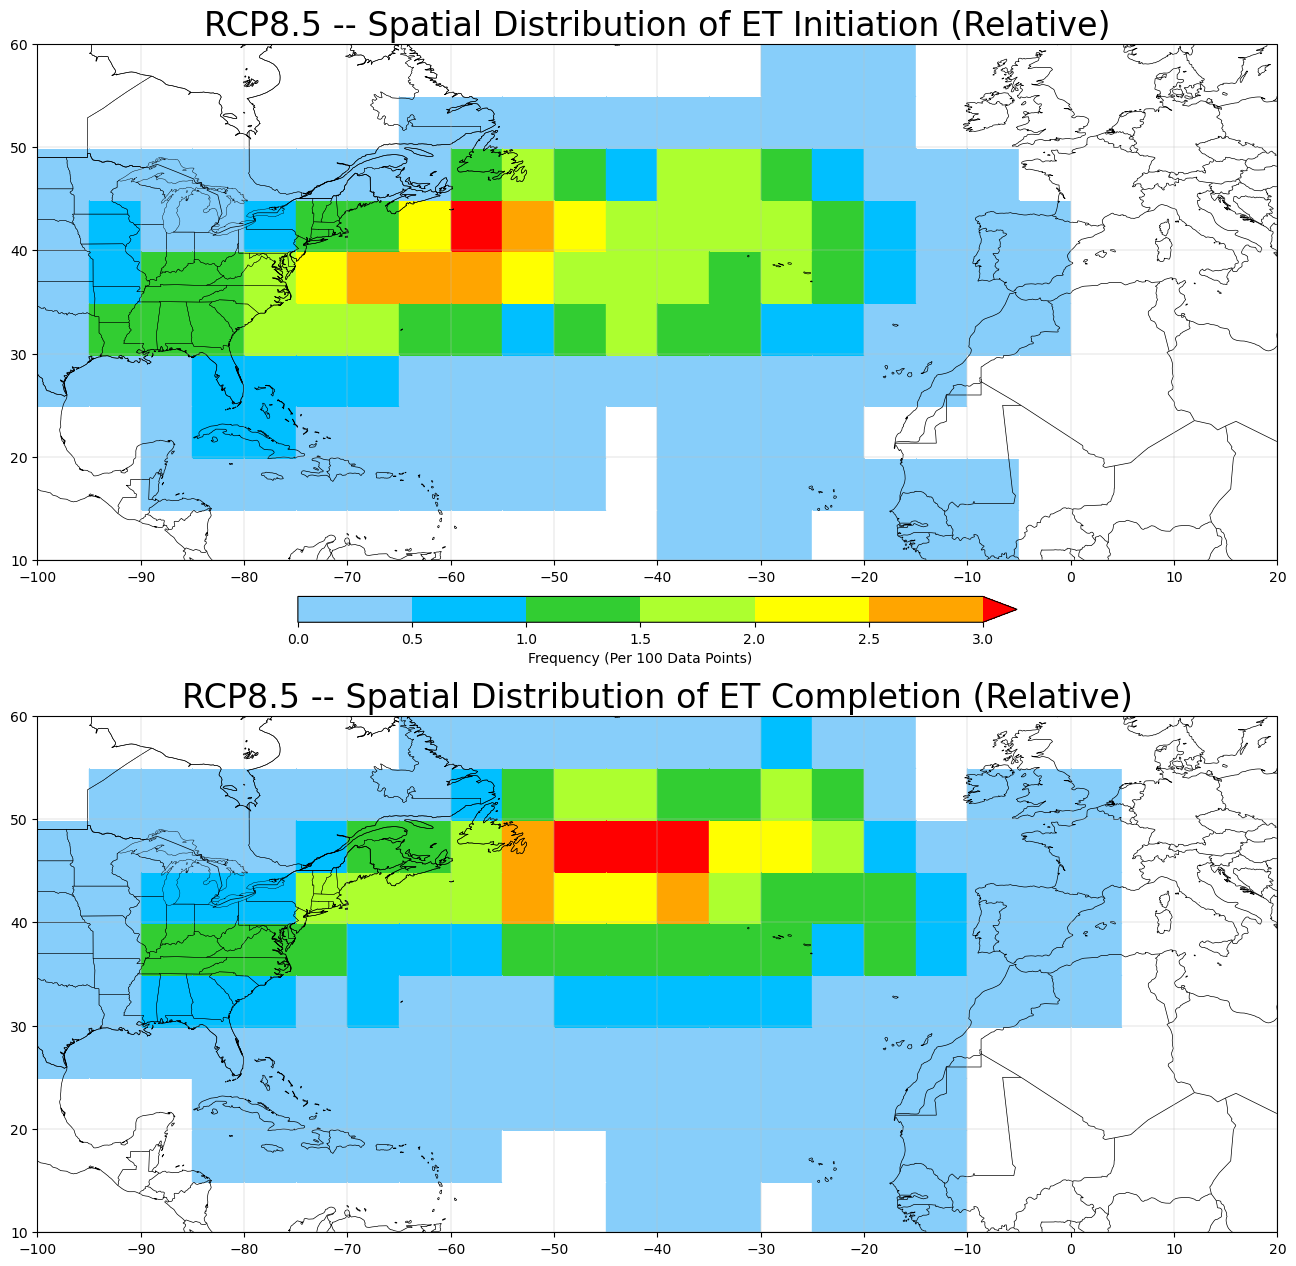 RCP8.5 -- Spatial Distribution of ET Initiation (Relative)
60
50
40
30
20
10
−100 −90 −80 −70 −60 −50 −40 −30 −20 −10 0 10 20
0.0 0.5 1.0 1.5 2.0 2.5 3.0
Frequency (Per 100 Data Points)
RCP8.5 -- Spatial Distribution of ET Completion (Relative)
60
50
40
30
20
10
−100 −90 −80 −70 −60 −50 −40 −30 −20 −10 0 10 20